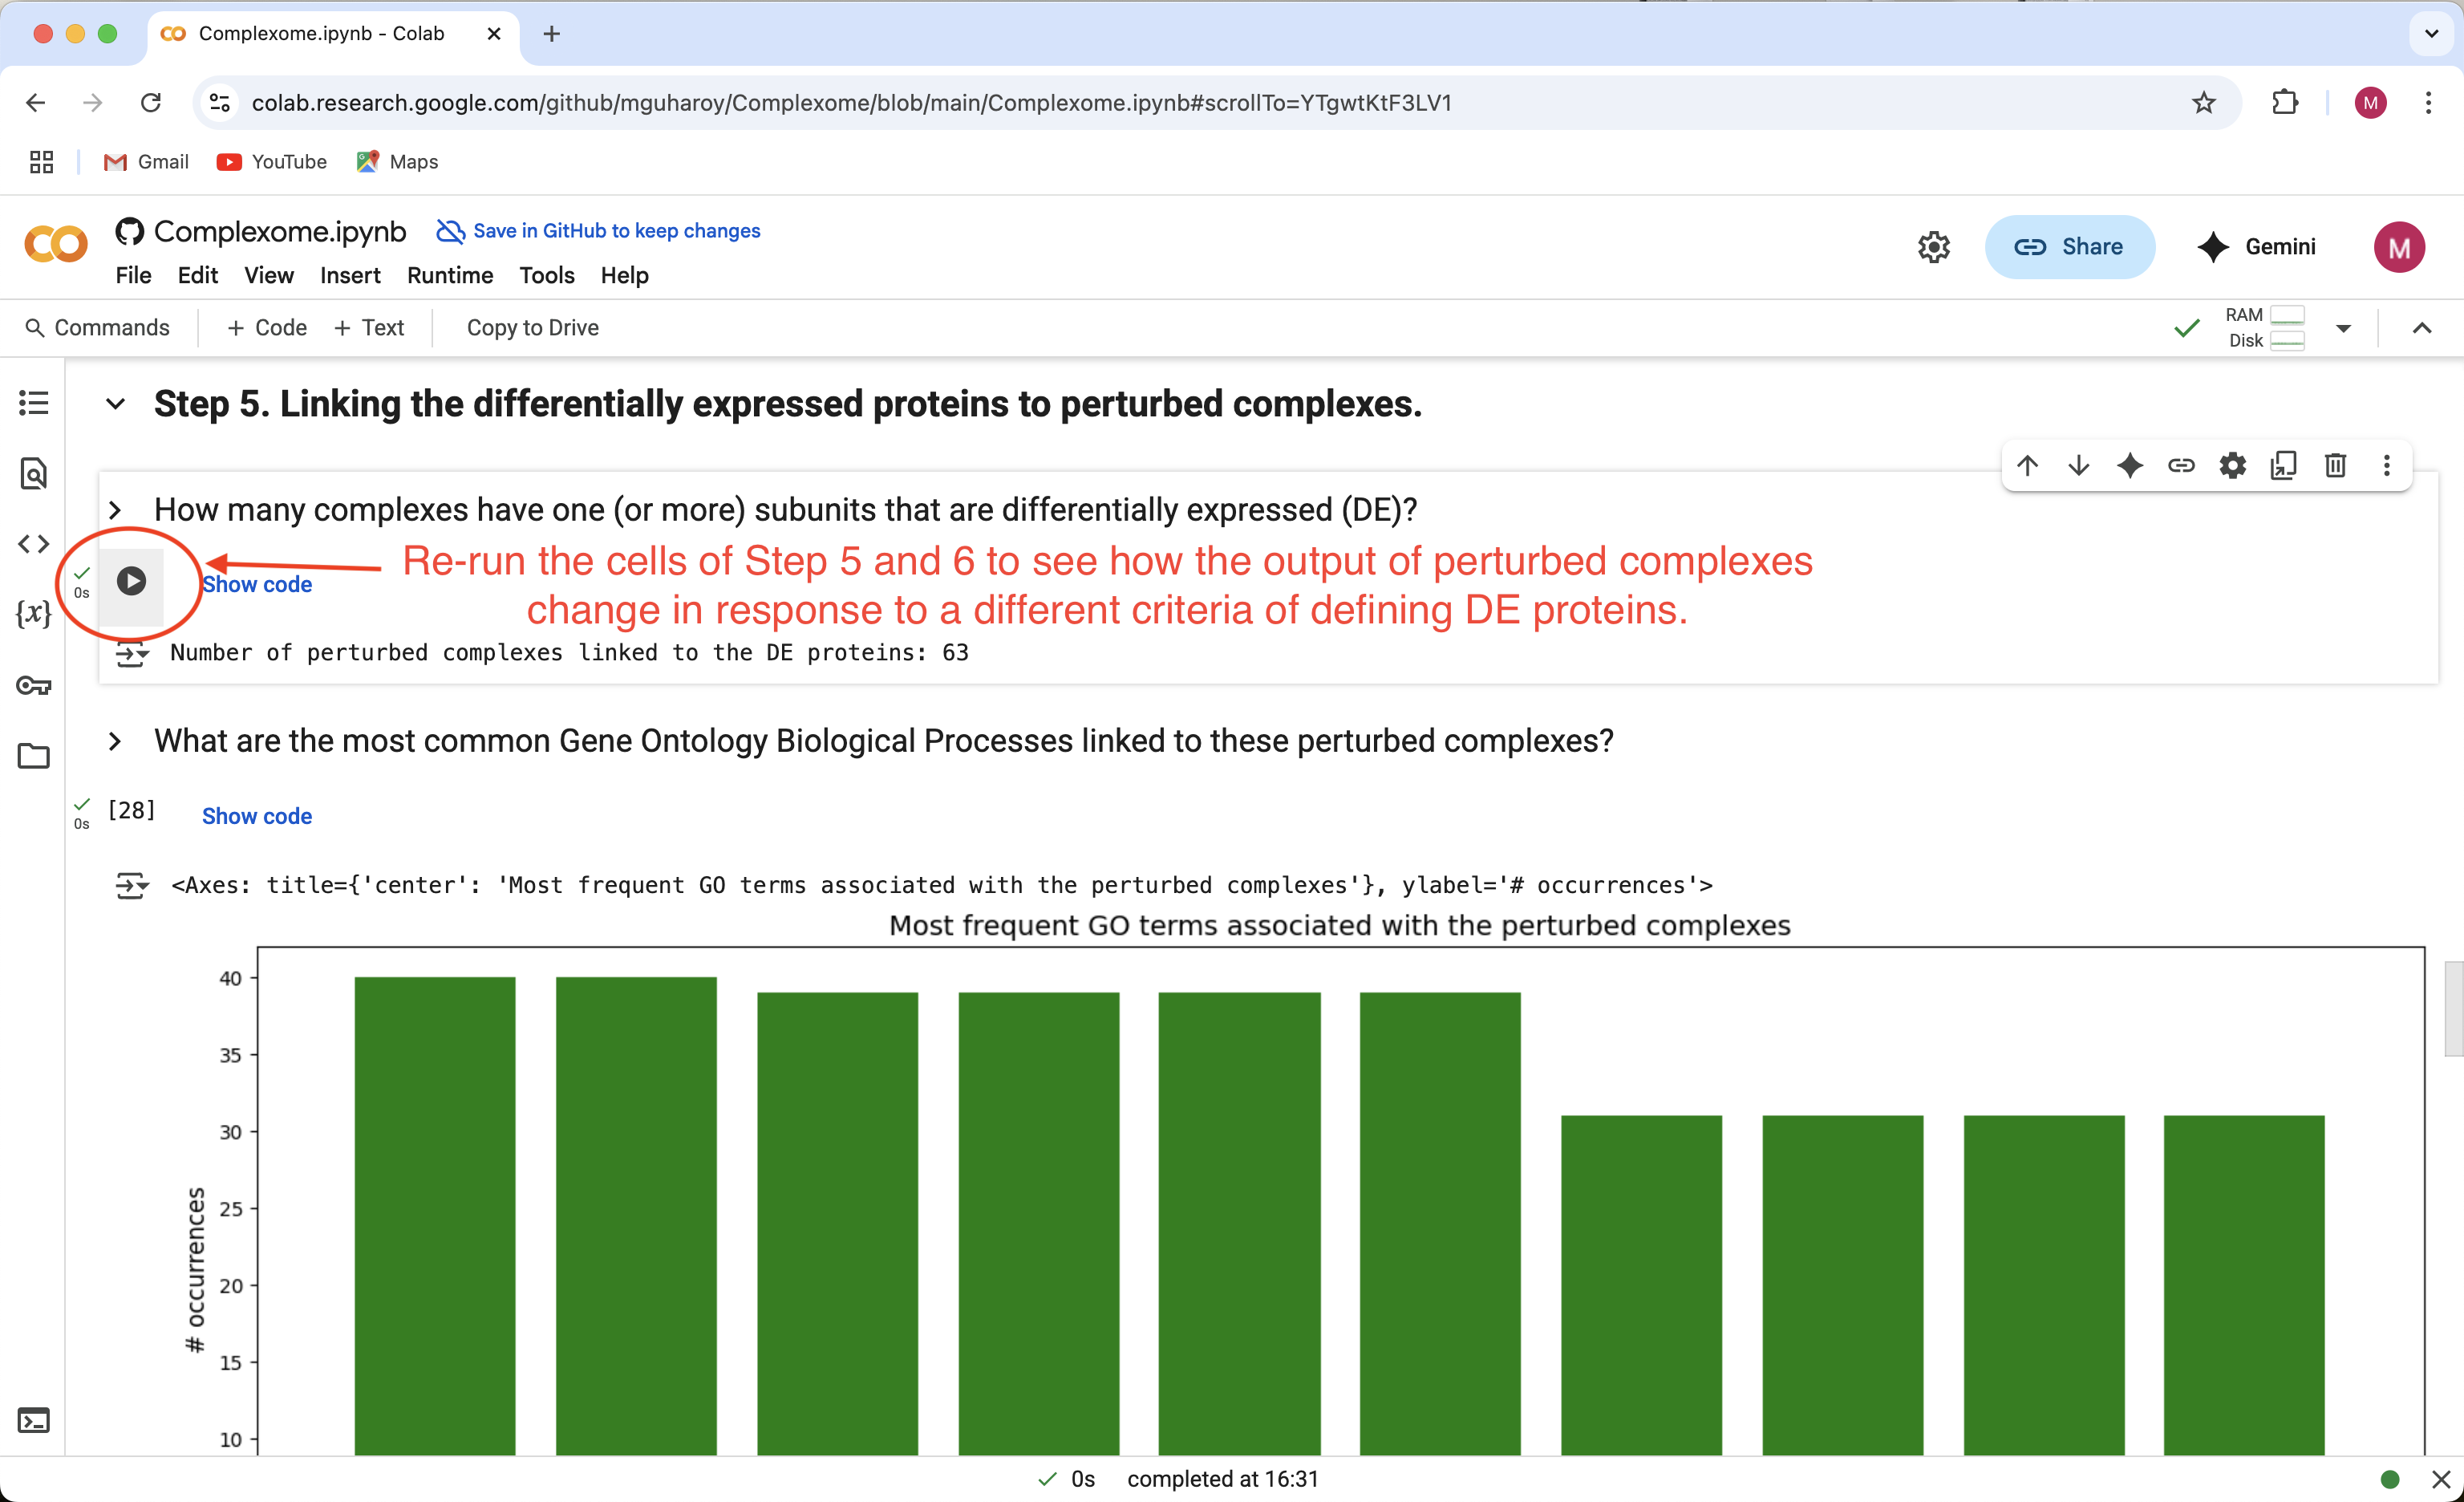 Complexome.ipynb - Colab
colab.research.google.com/github/mguharoy/Complexome/blob/main/Complexome.ipynb#scrollTo=YTgwtKtF3LV1
M
Gmail YouTube Maps
Complexome.ipynb Save in GitHub to keep changes
File Edit View Insert Runtime Tools Help
Share Gemini M
Commands + Code + Text Copy to Drive
RAM
Disk
Step 5. Linking the differentially expressed proteins to perturbed complexes.
How many complexes have one (or more) subunits that are differentially expressed (DE)?
Re-run the cells of Step 5 and 6 to see how the output of perturbed complexes
change in response to a different criteria of defining DE proteins.
0s Show code
{x}
Number of perturbed complexes linked to the DE proteins: 63
What are the most common Gene Ontology Biological Processes linked to these perturbed complexes?
0s [28] Show code
<Axes: title={'center': 'Most frequent GO terms associated with the perturbed complexes'}, ylabel='# occurrences'>
Most frequent GO terms associated with the perturbed complexes
40
35
30
25
20
15
10
# occurrences
0s completed at 16:31